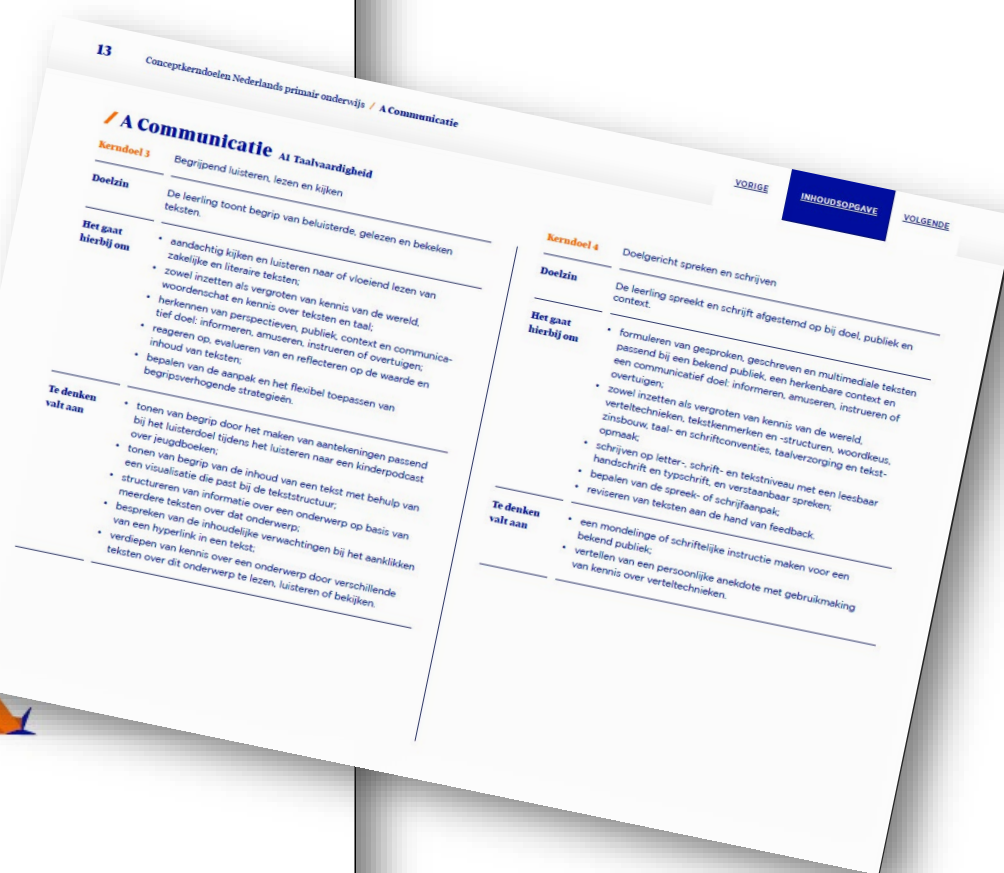 13
Conceptkerndoelen Nederlands primair onderwijs / A Communicatie
VORIGE
INHOUDSOPGAVE
VOLGENDE
/ A Communicatie A1 Taalvaardigheid
Kerndoel 3
Begrijpend luisteren, lezen en kijken
Doelzin
De leerling toont begrip van beluisterde, gelezen en bekeken
teksten.
Het gaat
hierbij om
• aandachtig kijken en luisteren naar of vloeiend lezen van
zakelijke en literaire teksten;
• zowel inzetten als vergroten van kennis van de wereld,
woordenschat en kennis over teksten en taal;
• herkennen van perspectieven, publiek, context en communica-
tief doel: informeren, amuseren, instrueren of overtuigen;
• reageren op, evalueren van en reflecteren op de waarde en
inhoud van teksten;
• bepalen van de aanpak en het flexibel toepassen van
begripsverhogende strategieën.
Te denken
valt aan
• tonen van begrip door het maken van aantekeningen passend
bij het luisterdoel tijdens het luisteren naar een kinderpodcast
over jeugdboeken;
• tonen van begrip van de inhoud van een tekst met behulp van
een visualisatie die past bij de tekststructuur;
• structureren van informatie over een onderwerp op basis van
meerdere teksten over dat onderwerp;
• bespreken van de inhoudelijke verwachtingen bij het aanklikken
van een hyperlink in een tekst;
• verdiepen van kennis over een onderwerp door verschillende
teksten over dit onderwerp te lezen, luisteren of bekijken.
Kerndoel 4
Doelgericht spreken en schrijven
Doelzin
De leerling spreekt en schrijft afgestemd op bij doel, publiek en
context.
Het gaat
hierbij om
• formuleren van gesproken, geschreven en multimediale teksten
passend bij een bekend publiek, een herkenbare context en
een communicatief doel: informeren, amuseren, instrueren of
overtuigen;
• zowel inzetten als vergroten van kennis van de wereld,
verteltechnieken, tekstkenmerken en -structuren, woordkeus,
zinsbouw, taal- en schriftconventies, taalverzorging en tekst-
opmaak;
• schrijven op letter-, schrift- en tekstniveau met een leesbaar
handschrift en typschrift, en verstaanbaar spreken;
• bepalen van de spreek- of schrijfaanpak;
• reviseren van teksten aan de hand van feedback.
Te denken
valt aan
• een mondelinge of schriftelijke instructie maken voor een
bekend publiek;
• vertellen van een persoonlijke anekdote met gebruikmaking
van kennis over verteltechnieken.